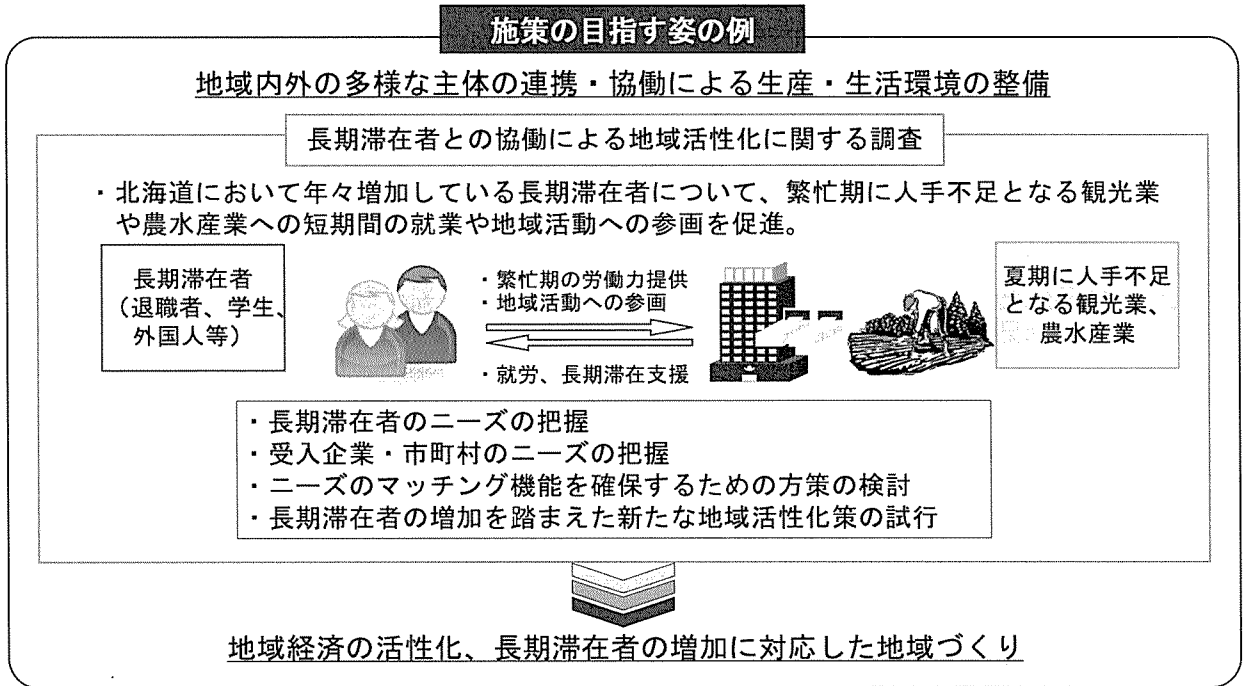 施策の目指す姿の例
地域内外の多様な主体の連携・協働による生産・生活環境の整備
長期滞在者との協働による地域活性化に関する調査
・北海道において年々増加している長期滞在者について、繁忙期に人手不足となる観光業
や農水産業への短期間の就業や地域活動への参画を促進。
長期滞在者
（退職者、学生、
外国人等）
・繁忙期の労働力提供
・地域活動への参画
・就労、長期滞在支援
夏期に人手不足
となる観光業、
農水産業
・長期滞在者のニーズの把握
・受入企業・市町村のニーズの把握
・ニーズのマッチング機能を確保するための方策の検討
・長期滞在者の増加を踏まえた新たな地域活性化策の試行
地域経済の活性化、長期滞在者の増加に対応した地域づくり